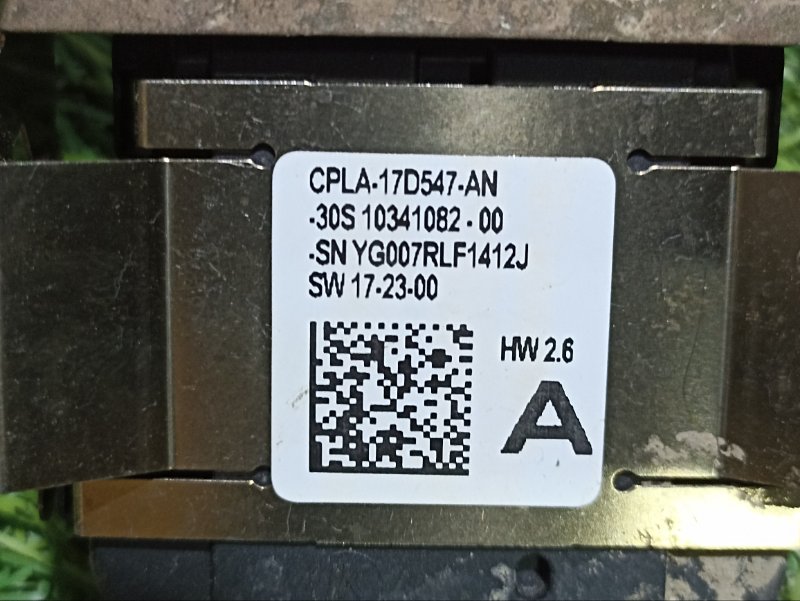 CPLA-17D547-AN
-30S 10341082-00
-SN YG007RLF1412J
SW 17-23-00
HW 2.6
A